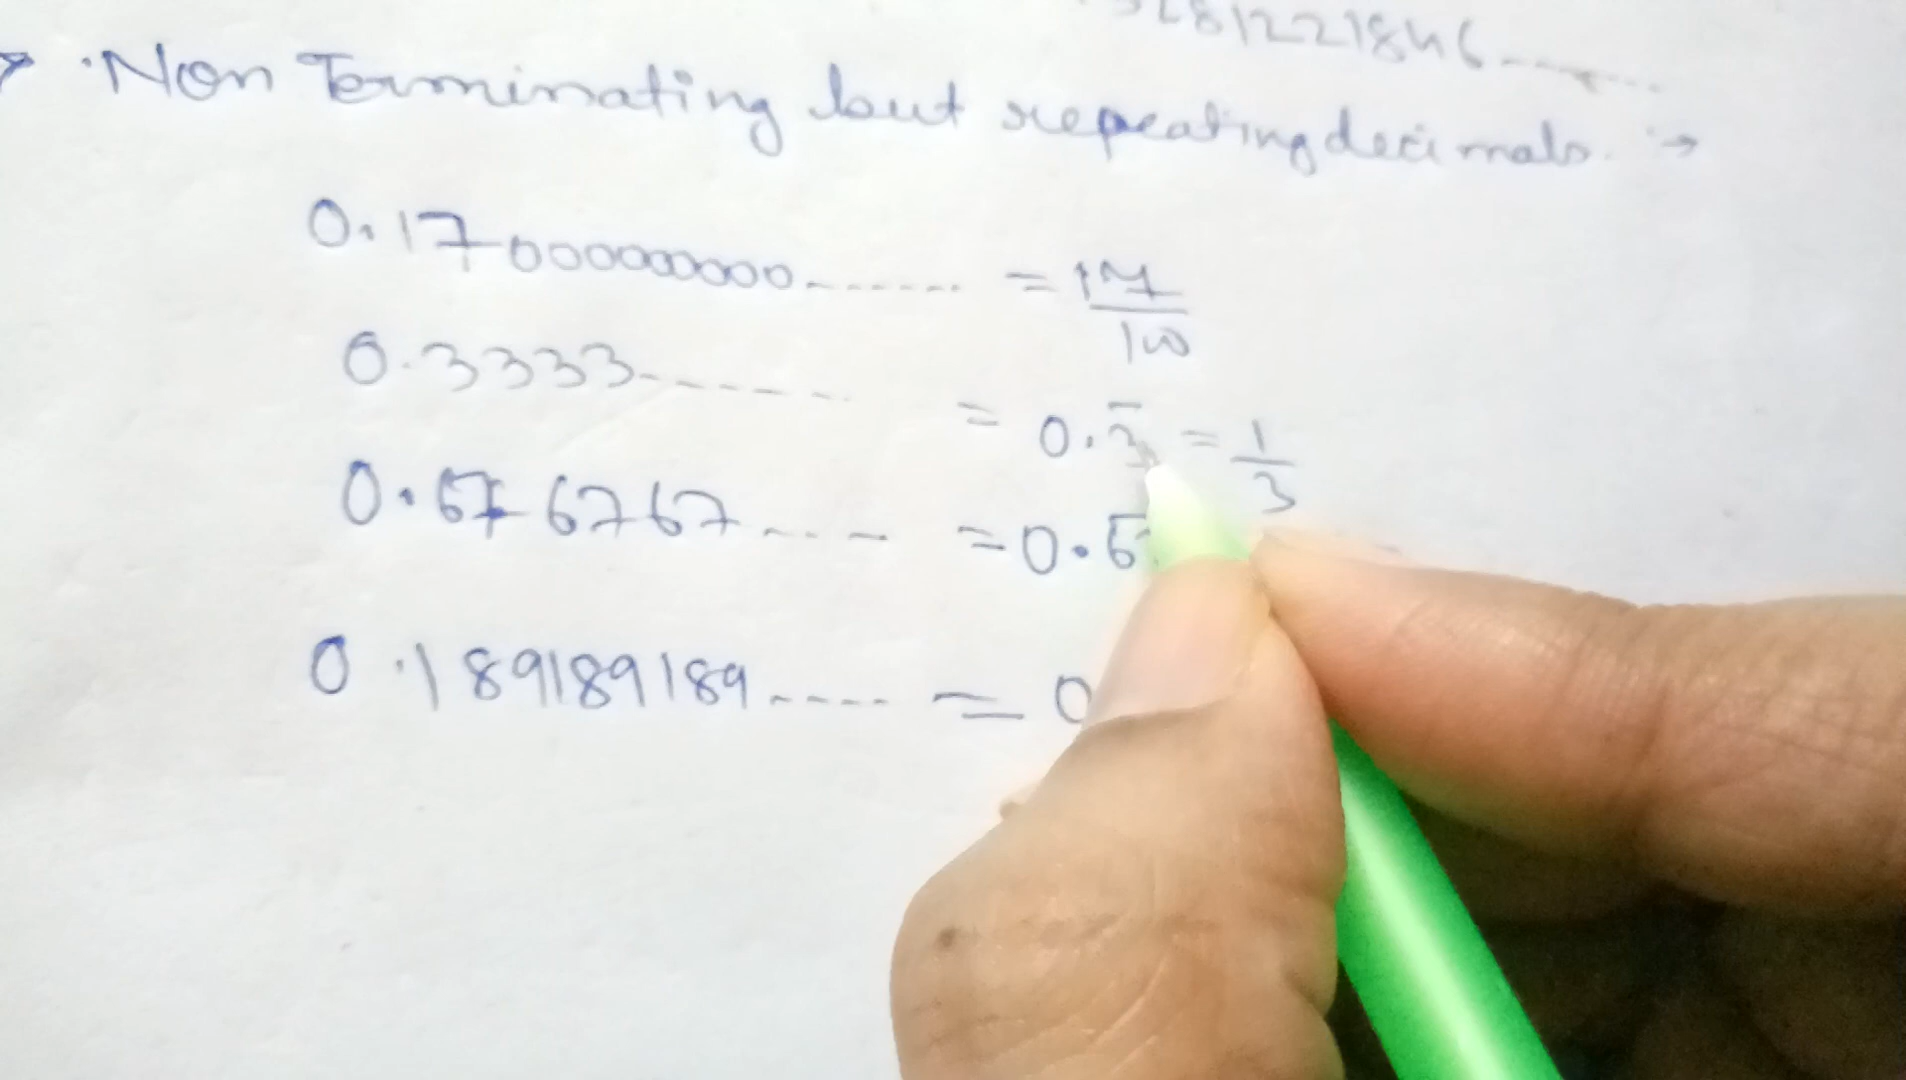 281221846.......
Non Terminating but repeating decimals :→
0.17000000000....... = 17/100
0.3333....... = 0.3̅ = 1/3
0.676767.... = 0.6
0.189189189.... = 0